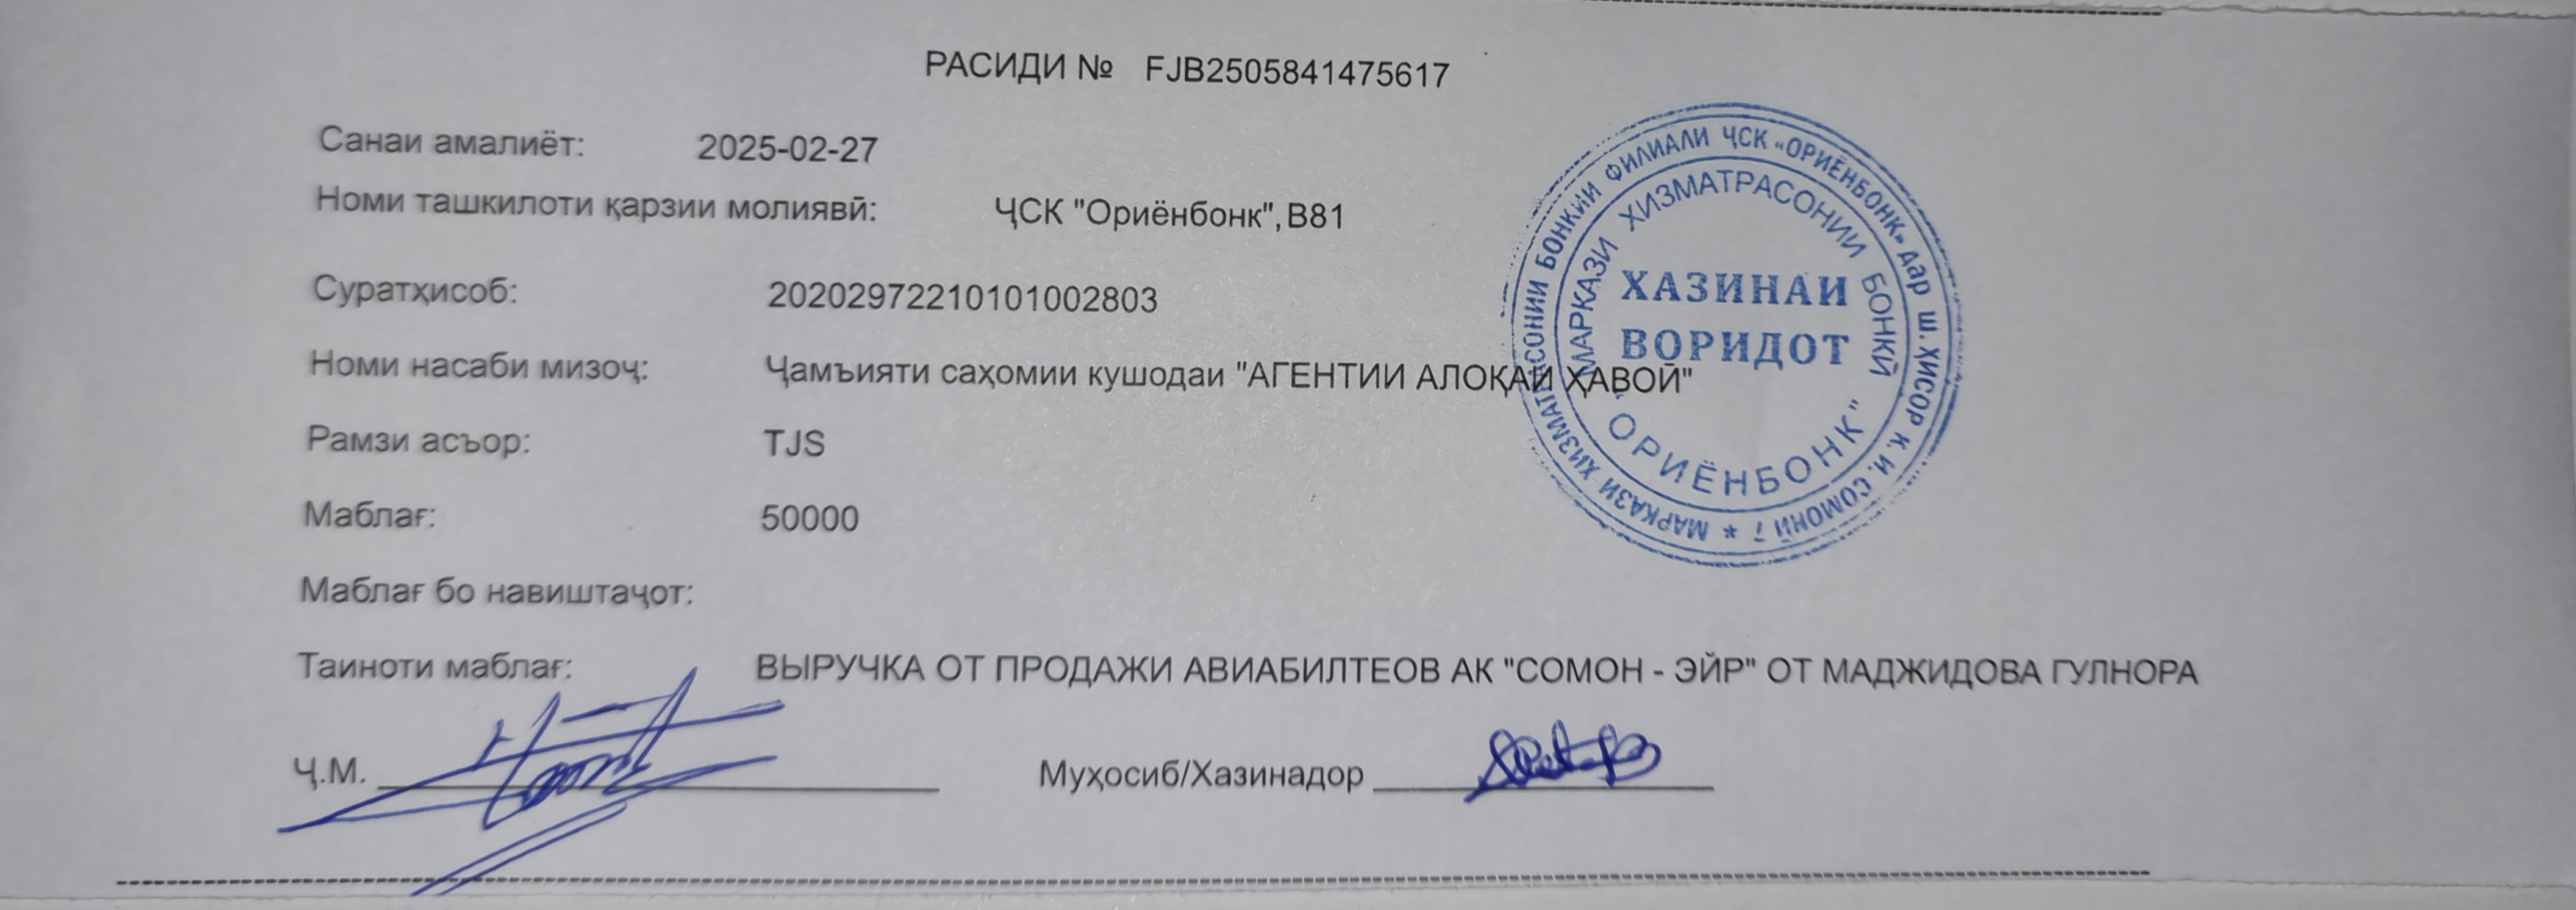 РАСИДИ № FJB2505841475617
Санаи амалиёт: 2025-02-27
Номи ташкилоти қарзии молиявӣ: ҶСК "Ориёнбонк",B81
Суратҳисоб: 20202972210101002803
Номи насаби мизоҷ: Ҷамъияти саҳомии кушодаи "АГЕНТИИ АЛОҚАИ ҲАВОӢ"
Рамзи асъор: TJS
Маблағ: 50000
Маблағ бо навиштаҷот:
Таиноти маблағ: ВЫРУЧКА ОТ ПРОДАЖИ АВИАБИЛТЕОВ АК "СОМОН - ЭЙР" ОТ МАДЖИДОВА ГУЛНОРА
Ҷ.М. Муҳосиб/Хазинадор
МАРКАЗИ ХИЗМАТРАСОНИИ БОНКИИ ФИЛИАЛИ ҶСК «ОРИЁНБОНК» дар ш. ҲИСОР К. И. СОМОНӢ 7 *
МАРКАЗИ ХИЗМАТРАСОНИИ БОНКӢ
"ОРИЁНБОНК"
ХАЗИНАИ
ВОРИДОТ